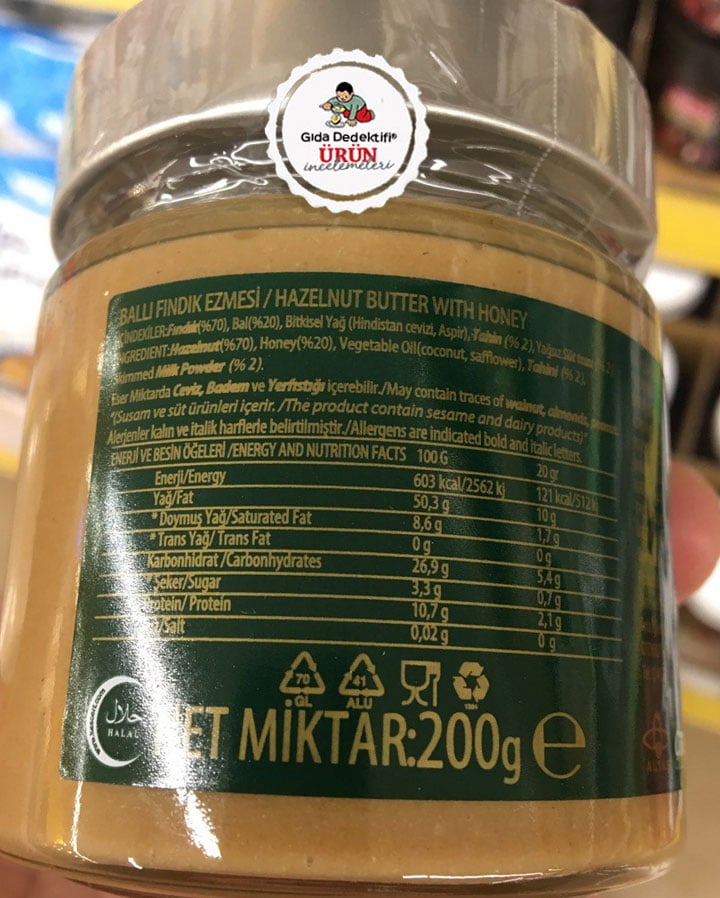 Gıda Dedektifi®
ÜRÜN
incelemeleri
BALLI FINDIK EZMESİ / HAZELNUT BUTTER WITH HONEY
İÇİNDEKİLER:Fındık(%70), Bal(%20), Bitkisel Yağ (Hindistan cevizi, Aspir), Tahin (% 2), Yağsız Süt
INGREDIENT:Hazelnut(%70), Honey(%20), Vegetable Oil(coconut, safflower), Tahini (% 2),
Skimmed Milk Powder (% 2).
Eser Miktarda Ceviz, Badem ve Yerfıstığı içerebilir./May contain traces of walnut, almonds,
"(Susam ve süt ürünleri içerir. /The product contain sesame and dairy products)"
Alerjenler kalın ve italik harflerle belirtilmiştir./Allergens are indicated bold and italic letters.
ENERJİ VE BESİN ÖĞELERİ /ENERGY AND NUTRITION FACTS 100 G 20 gr
Enerji/Energy 603 kcal/2562 kj 121 kcal/512 kj
Yağ/Fat 50,3 g 10 g
*Doymuş Yağ/Saturated Fat 8,6 g 1,7 g
*Trans Yağ/ Trans Fat 0 g 0 g
Karbonhidrat /Carbonhydrates 26,9 g 5,4 g
Şeker/Sugar 3,3 g 0,7 g
Protein/ Protein 10,7 g 2,1 g
/Salt 0,02 g 0 g
70
GL
41
ALU
حلال
HALAL
NET MİKTAR:200g e